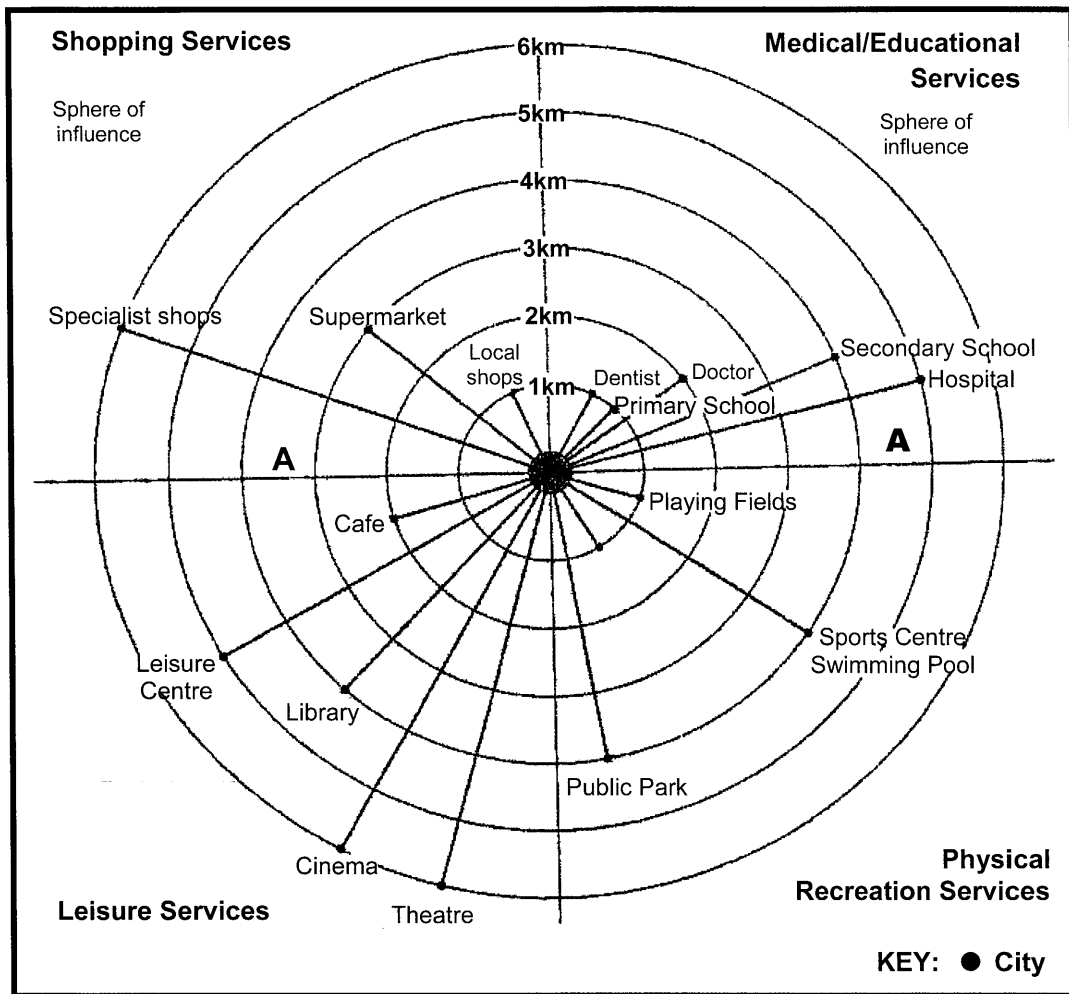 Shopping Services
Sphere of
influence
Medical/Educational
Services
Sphere of
influence
6km
5km
4km
3km
2km
1km
Specialist shops
Supermarket
Local
shops
Dentist
Doctor
Primary School
Secondary School
Hospital
A
A
Cafe
Playing Fields
Leisure
Centre
Library
Sports Centre
Swimming Pool
Public Park
Cinema
Theatre
Leisure Services
Physical
Recreation Services
KEY: City